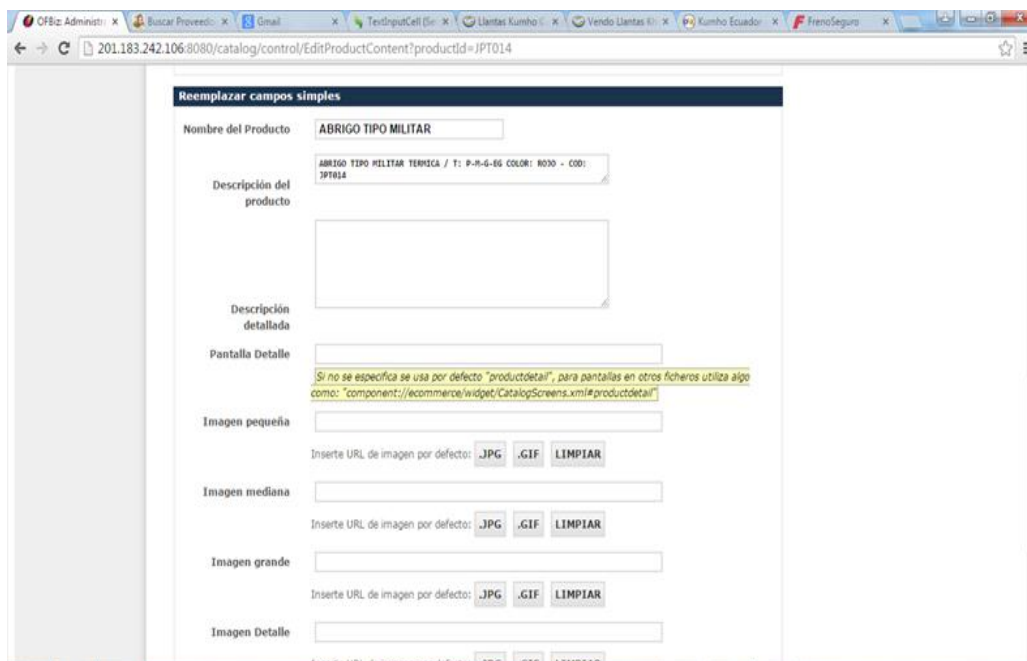 OFBiz: Administr: x Buscar Proveedo: x Gmail x TextInputCell (Se: x Llantas Kumho x Vendo Llantas x Kumho Ecuador x FrenoSeguro x
201.183.242.106:8080/catalog/control/EditProductContent?productId=JPT014
Reemplazar campos simples
Nombre del Producto ABRIGO TIPO MILITAR
ABRIGO TIPO MILITAR TERMICA / T: P-M-G-EG COLOR: ROJO - COD:
JPT014
Descripción del
producto
Descripción
detallada
Pantalla Detalle
Si no se especifica se usa por defecto "productdetail", para pantallas en otros ficheros utiliza algo
como: "component://ecommerce/widget/CatalogScreens.xml#productdetail"
Imagen pequeña
Inserte URL de imagen por defecto: .JPG .GIF LIMPIAR
Imagen mediana
Inserte URL de imagen por defecto: .JPG .GIF LIMPIAR
Imagen grande
Inserte URL de imagen por defecto: .JPG .GIF LIMPIAR
Imagen Detalle